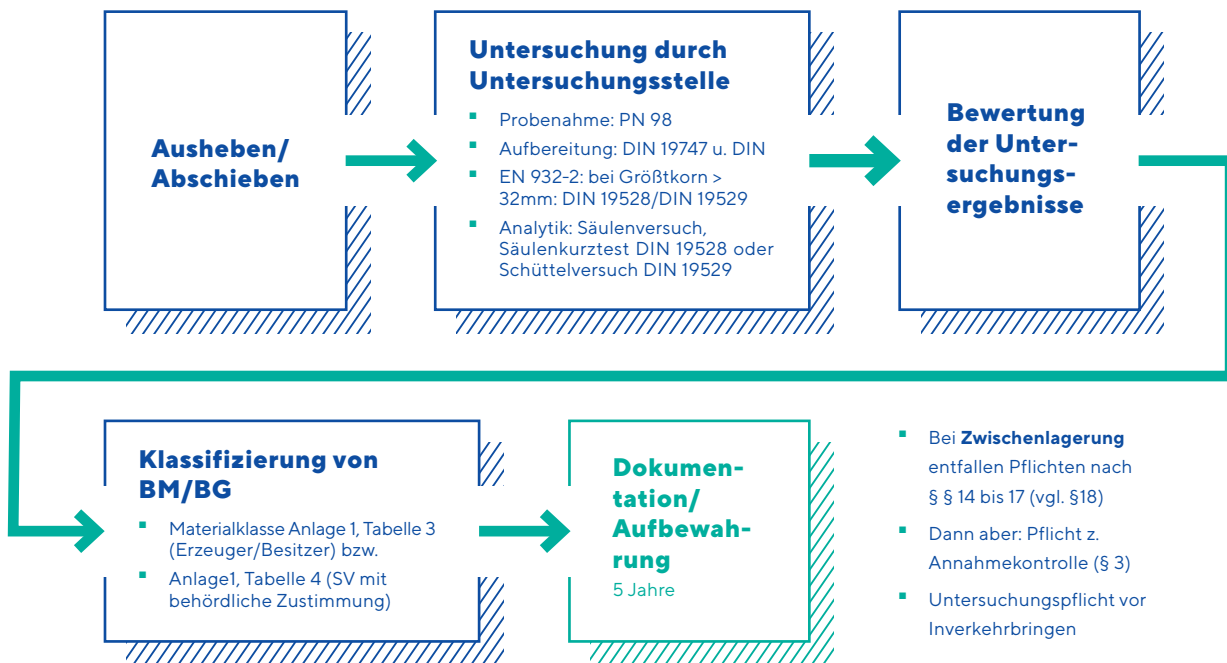 Ausheben/
Abschieben
Untersuchung durch
Untersuchungsstelle
▪ Probenahme: PN 98
▪ Aufbereitung: DIN 19747 u. DIN
▪ EN 932-2: bei Größtkorn >
32mm: DIN 19528/DIN 19529
▪ Analytik: Säulenversuch,
Säulenkurztest DIN 19528 oder
Schüttelversuch DIN 19529
Bewertung
der Unter-
suchungs-
ergebnisse
Klassifizierung von
BM/BG
▪ Materialklasse Anlage 1, Tabelle 3
(Erzeuger/Besitzer) bzw.
▪ Anlage1, Tabelle 4 (SV mit
behördliche Zustimmung)
Dokumen-
tation/
Aufbewah-
rung
5 Jahre
▪ Bei Zwischenlagerung
entfallen Pflichten nach
§ § 14 bis 17 (vgl. §18)
▪ Dann aber: Pflicht z.
Annahmekontrolle (§ 3)
▪ Untersuchungspflicht vor
Inverkehrbringen